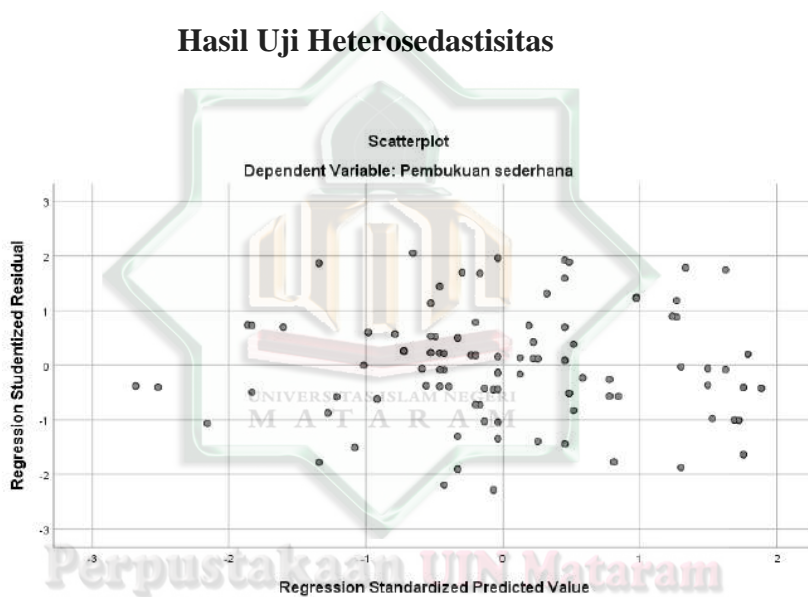 Hasil Uji Heterosedastisitas
Scatterplot
Dependent Variable: Pembukuan sederhana
Regression Studentized Residual
3
2
1
0
-1
-2
-3
UNIVERSITAS ISLAM NEGERI
MATARAM
-3
-2
-1
0
1
2
Perpustakaan UIN Mataram
Regression Standardized Predicted Value